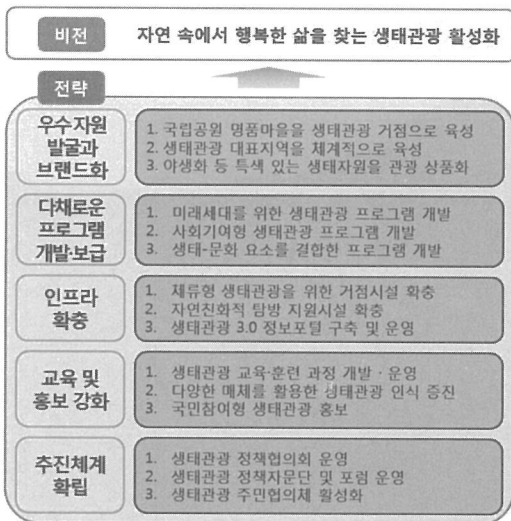 비전
자연 속에서 행복한 삶을 찾는 생태관광 활성화
전략
우수자원
발굴과
브랜드화
1. 국립공원 명품마을을 생태관광 거점으로 육성
2. 생태관광 대표지역을 체계적으로 육성
3. 야생화 등 특색 있는 생태자원을 관광 상품화
다채로운
프로그램
개발·보급
1. 미래세대를 위한 생태관광 프로그램 개발
2. 사회기여형 생태관광 프로그램 개발
3. 생태-문화 요소를 결합한 프로그램 개발
인프라
확충
1. 체류형 생태관광을 위한 거점시설 확충
2. 자연친화적 탐방 지원시설 확충
3. 생태관광 3.0 정보포털 구축 및 운영
교육 및
홍보 강화
1. 생태관광 교육·훈련 과정 개발·운영
2. 다양한 매체를 활용한 생태관광 인식 증진
3. 국민참여형 생태관광 홍보
추진체계
확립
1. 생태관광 정책협의회 운영
2. 생태관광 정책자문단 및 포럼 운영
3. 생태관광 주민협의체 활성화